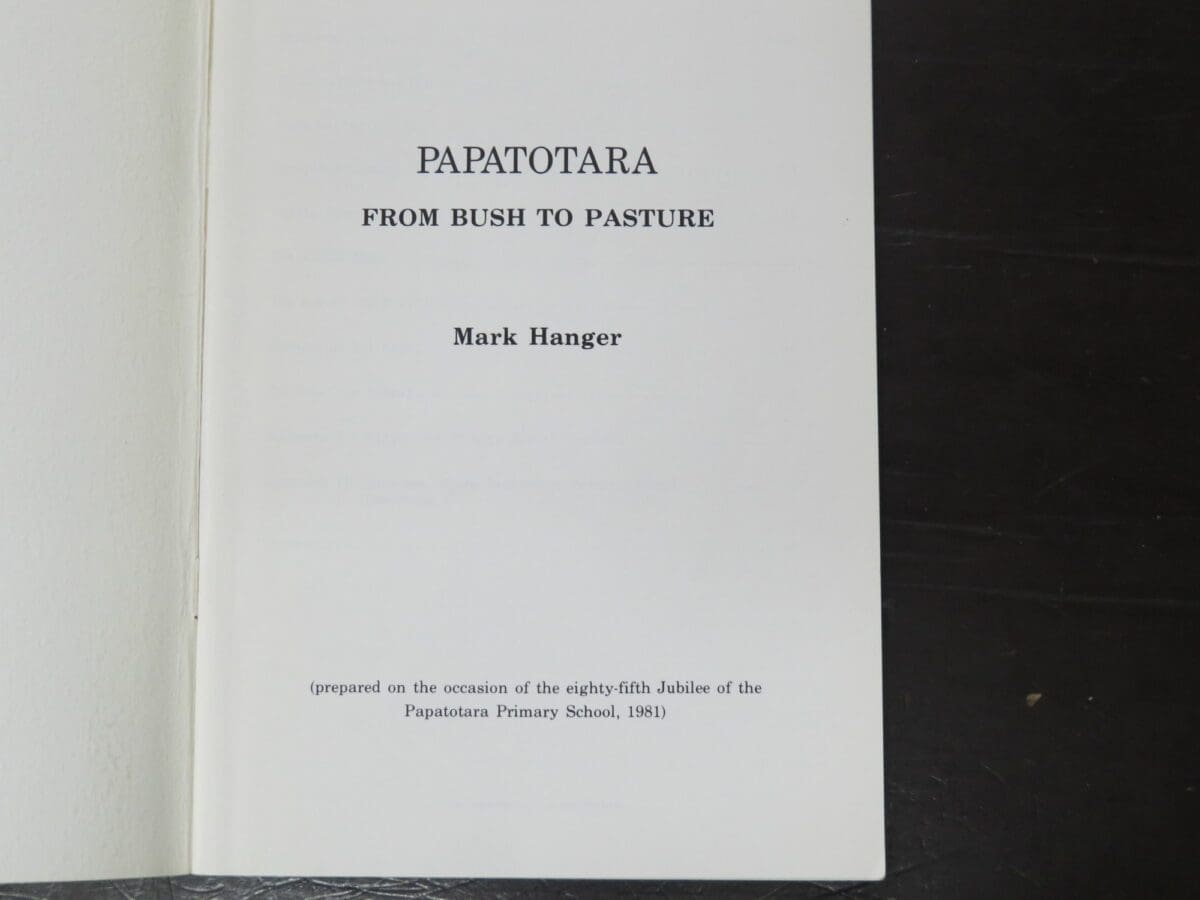 PAPATOTARA
FROM BUSH TO PASTURE
Mark Hanger
(prepared on the occasion of the eighty-fifth Jubilee of the
Papatotara Primary School, 1981)